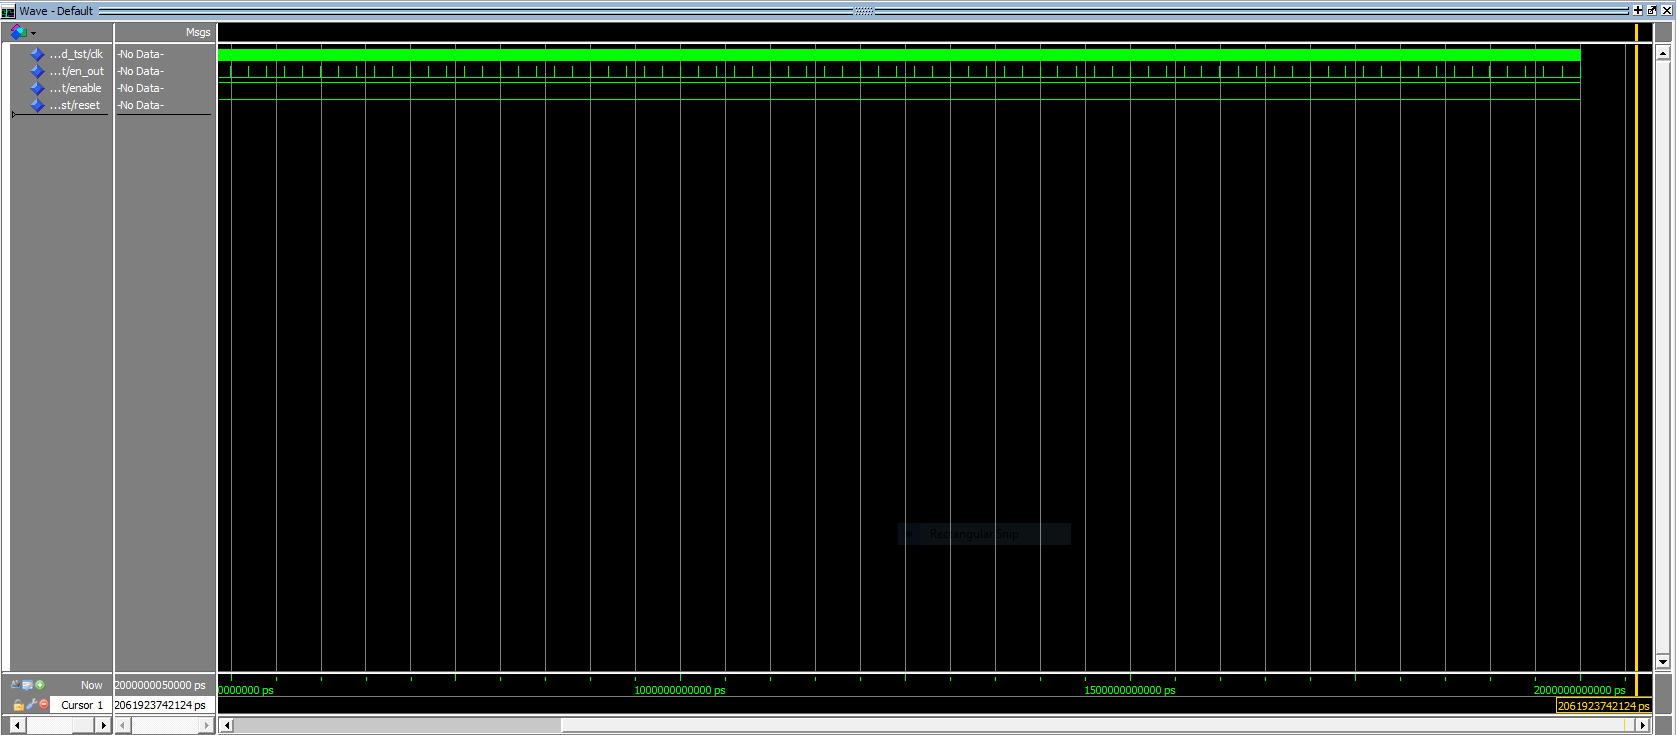 Wave - Default
Msgs
...d_tst/clk -No Data-
...t/en_out -No Data-
...t/enable -No Data-
...st/reset -No Data-
Rectangular Snip
Now 2000000050000 ps
0000000 ps 1000000000000 ps 1500000000000 ps 2000000000000 ps
Cursor 1 2061923742124 ps
2061923742124 ps